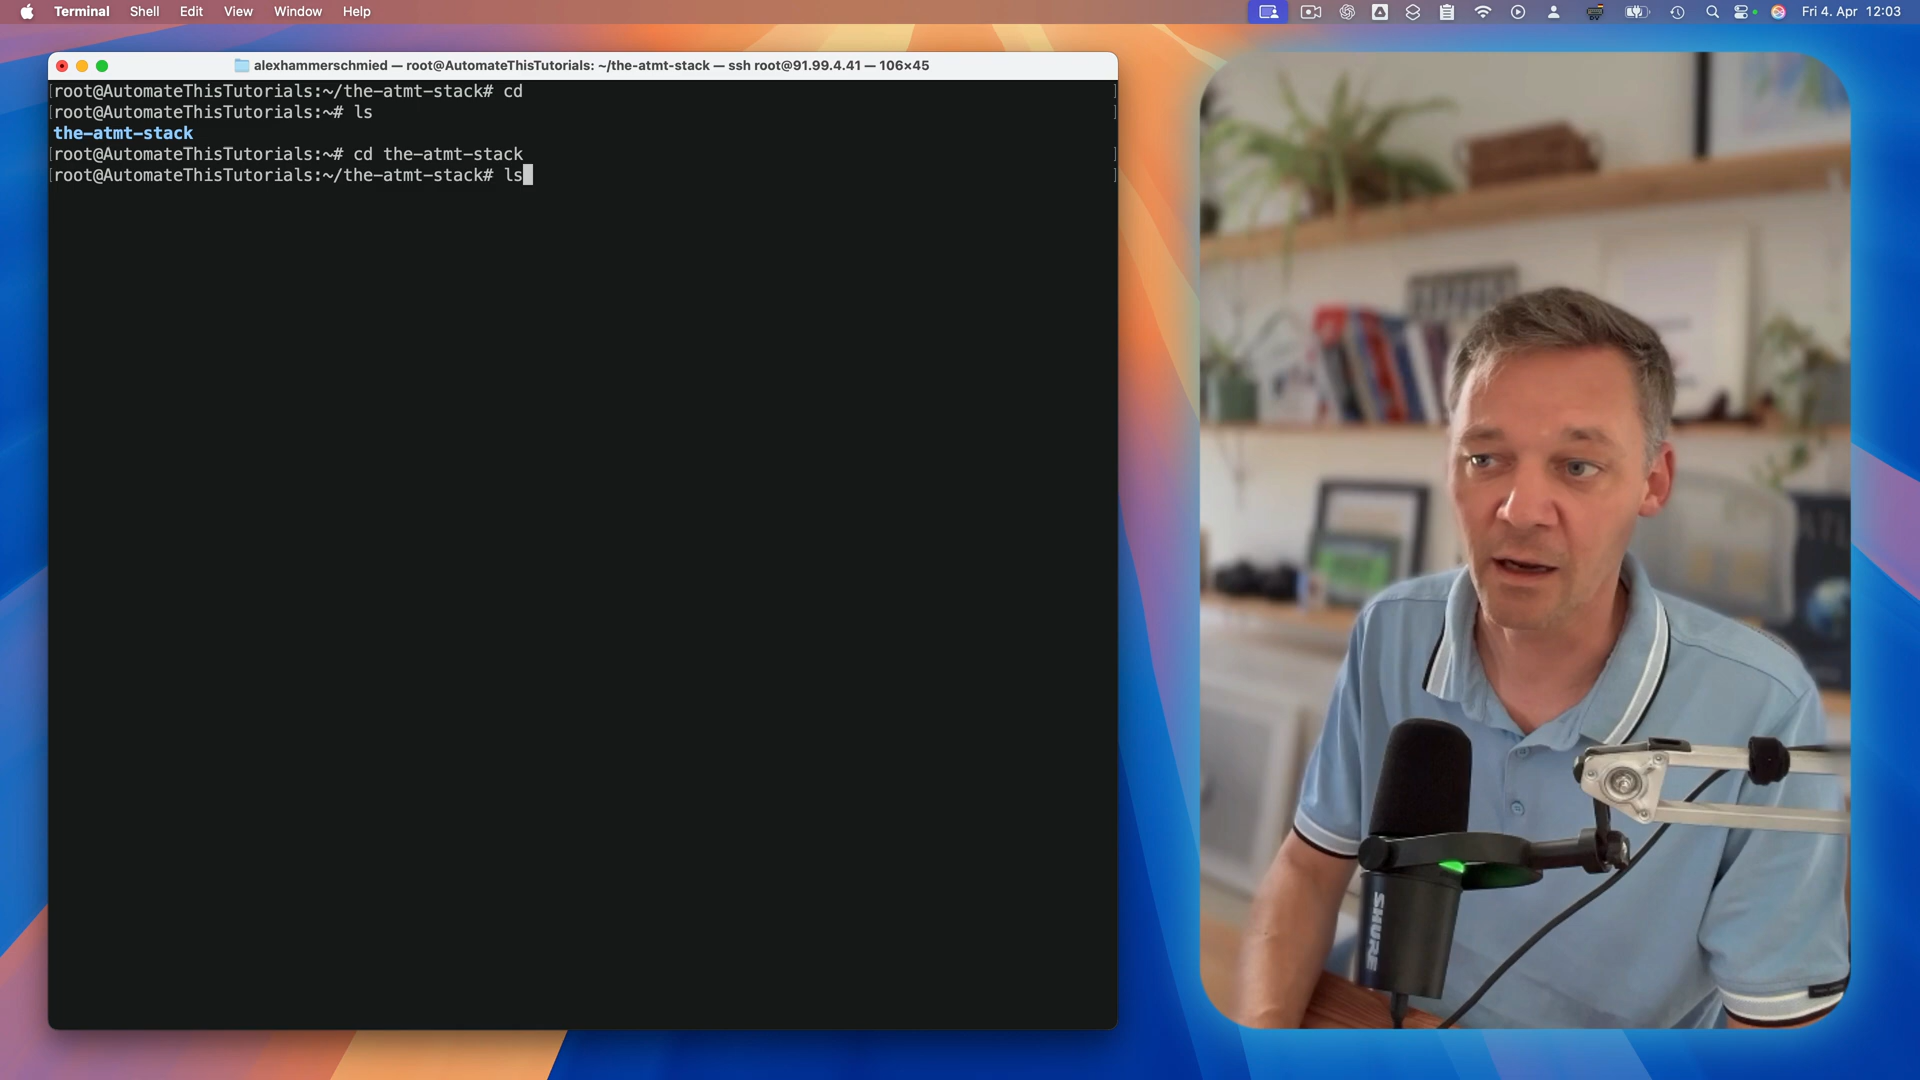 Terminal Shell Edit View Window Help
Fri 4. Apr 12:03
alexhammerschmied — root@AutomateThisTutorials: ~/the-atmt-stack — ssh root@91.99.4.41 — 106×45
[root@AutomateThisTutorials:~/the-atmt-stack# cd ]
[root@AutomateThisTutorials:~# ls ]
the-atmt-stack
[root@AutomateThisTutorials:~# cd the-atmt-stack ]
[root@AutomateThisTutorials:~/the-atmt-stack# ls ]
SHURE